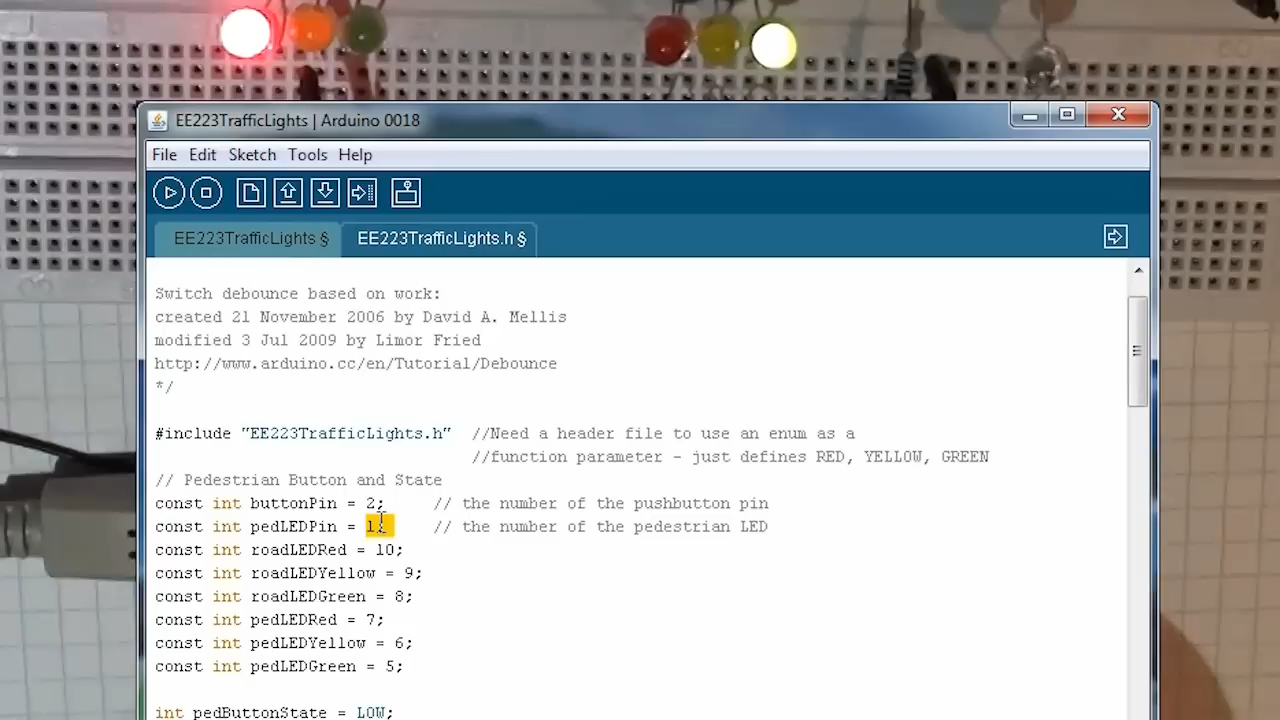 EE223TrafficLights | Arduino 0018
File Edit Sketch Tools Help
EE223TrafficLights § EE223TrafficLights.h §
Switch debounce based on work:
created 21 November 2006 by David A. Mellis
modified 3 Jul 2009 by Limor Fried
http://www.arduino.cc/en/Tutorial/Debounce
*/
#include "EE223TrafficLights.h" //Need a header file to use an enum as a
//function parameter - just defines RED, YELLOW, GREEN
// Pedestrian Button and State
const int buttonPin = 2; // the number of the pushbutton pin
const int pedLEDPin = // the number of the pedestrian LED
const int roadLEDRed = 10;
const int roadLEDYellow = 9;
const int roadLEDGreen = 8;
const int pedLEDRed = 7;
const int pedLEDYellow = 6;
const int pedLEDGreen = 5;
int pedButtonState = LOW;